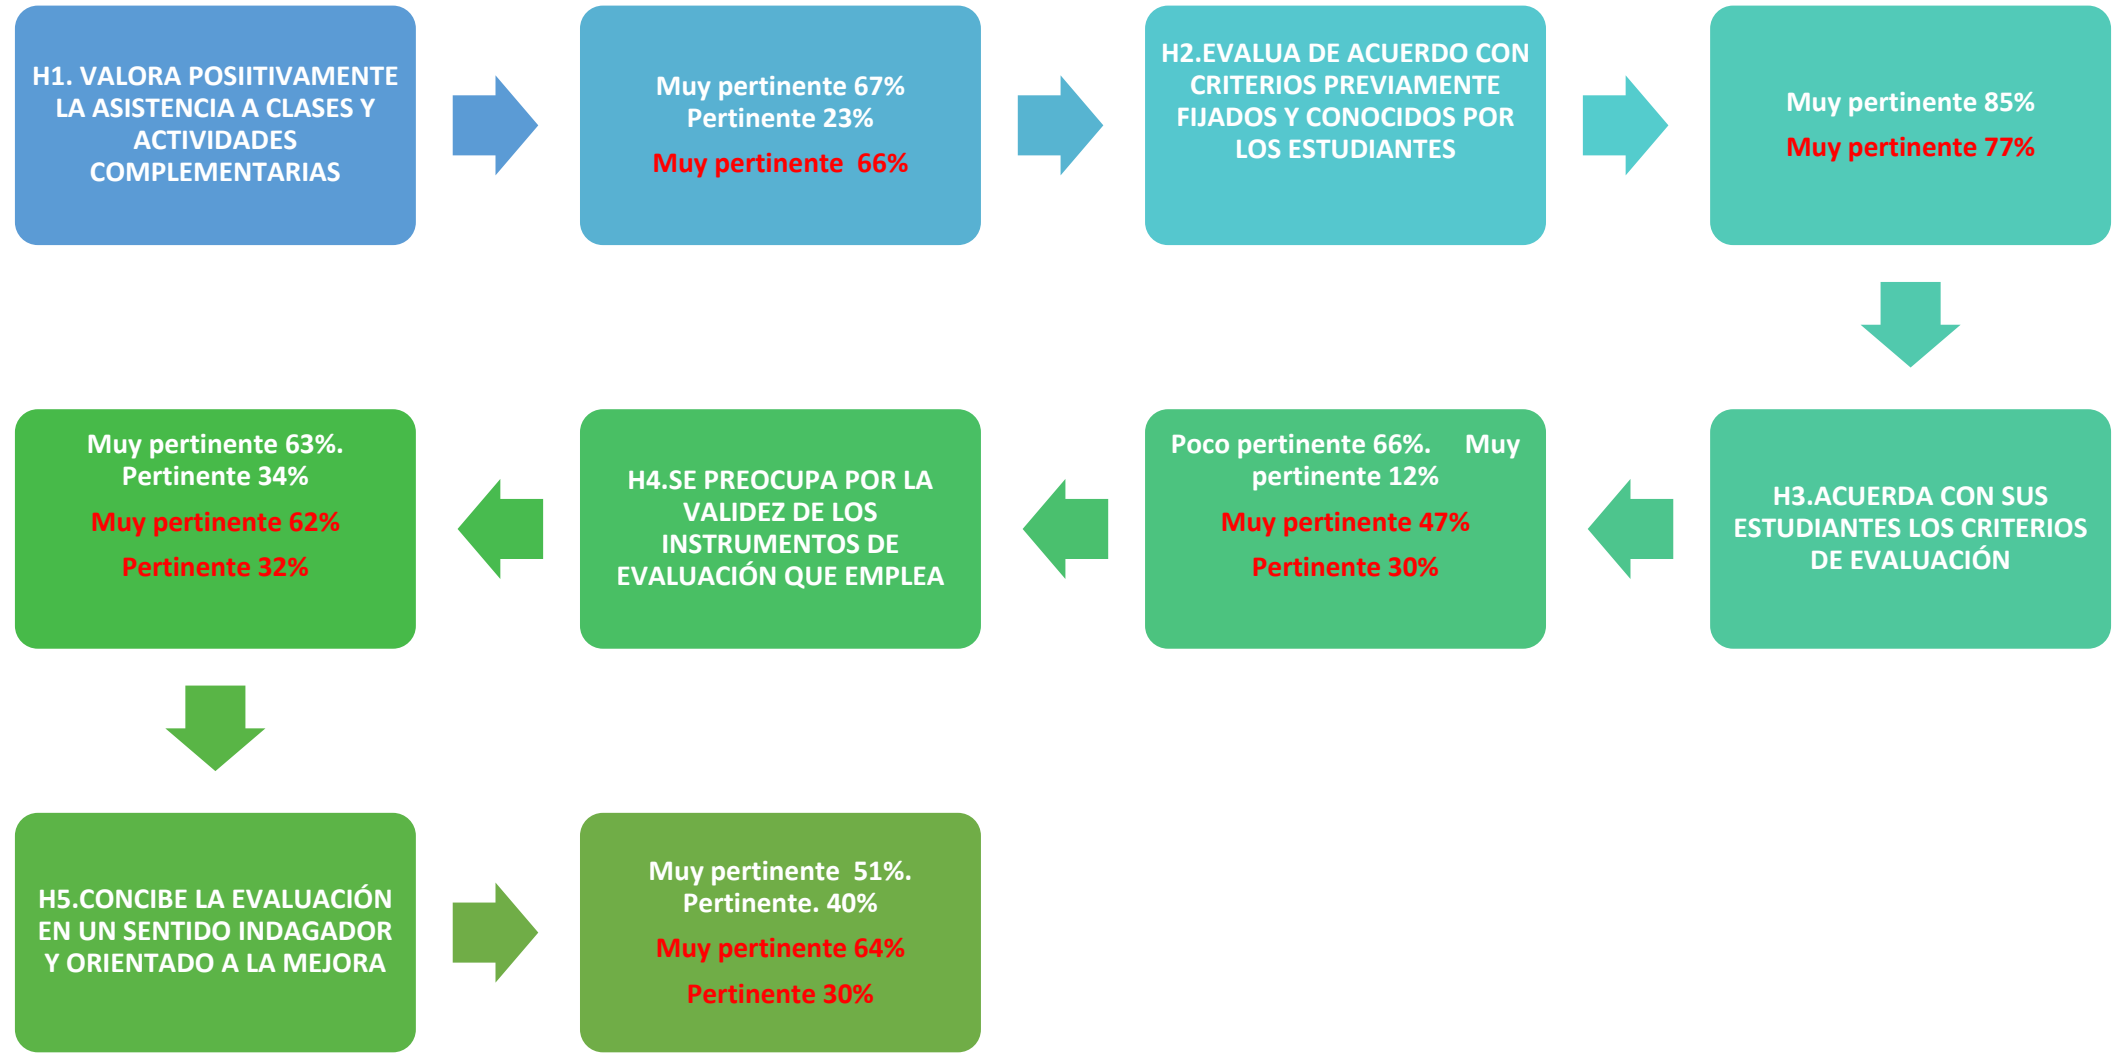 H1. VALORA POSIITIVAMENTE
LA ASISTENCIA A CLASES Y
ACTIVIDADES
COMPLEMENTARIAS
Muy pertinente 67%
Pertinente 23%
Muy pertinente  66%
H2.EVALUA DE ACUERDO CON
CRITERIOS PREVIAMENTE
FIJADOS Y CONOCIDOS POR
LOS ESTUDIANTES
Muy pertinente 85%
Muy pertinente 77%
H3.ACUERDA CON SUS
ESTUDIANTES LOS CRITERIOS
DE EVALUACIÓN
Poco pertinente 66%.    Muy
pertinente 12%
Muy pertinente 47%
Pertinente 30%
H4.SE PREOCUPA POR LA
VALIDEZ DE LOS
INSTRUMENTOS DE
EVALUACIÓN QUE EMPLEA
Muy pertinente 63%.
Pertinente 34%
Muy pertinente 62%
Pertinente 32%
H5.CONCIBE LA EVALUACIÓN
EN UN SENTIDO INDAGADOR
Y ORIENTADO A LA MEJORA
Muy pertinente  51%.
Pertinente. 40%
Muy pertinente 64%
Pertinente 30%